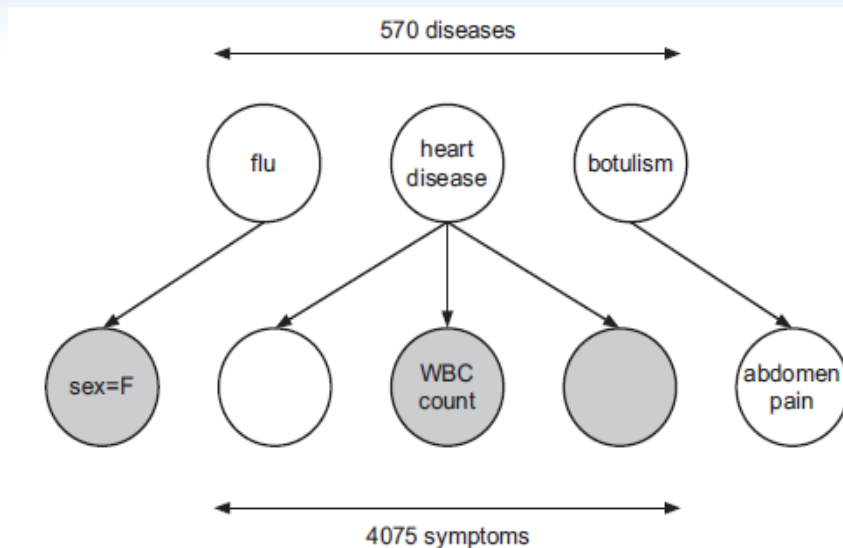 570 diseases
flu
heart
disease
botulism
sex=F
WBC
count
abdomen
pain
4075 symptoms